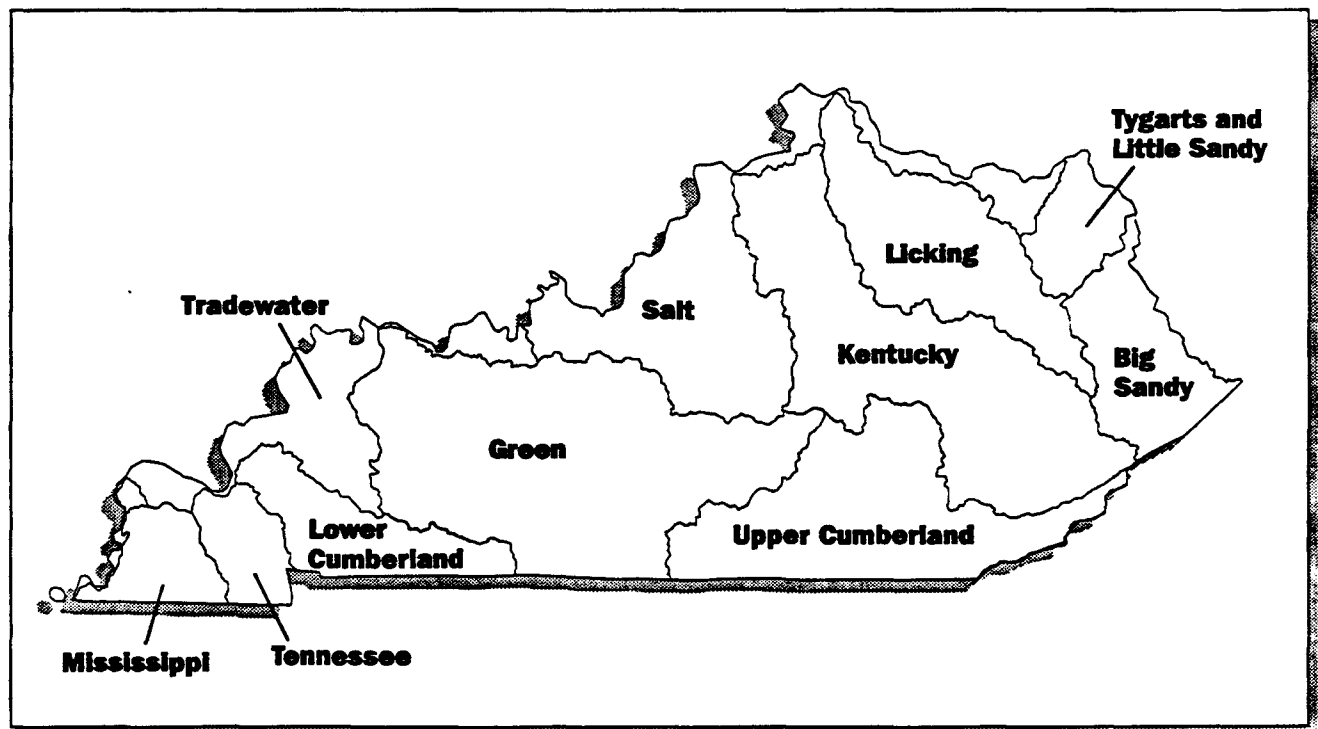 Tygarts and
Little Sandy
Licking
Tradewater
Salt
Kentucky
Big
Sandy
Green
Lower
Cumberland
Upper Cumberland
Mississippi
Tennessee